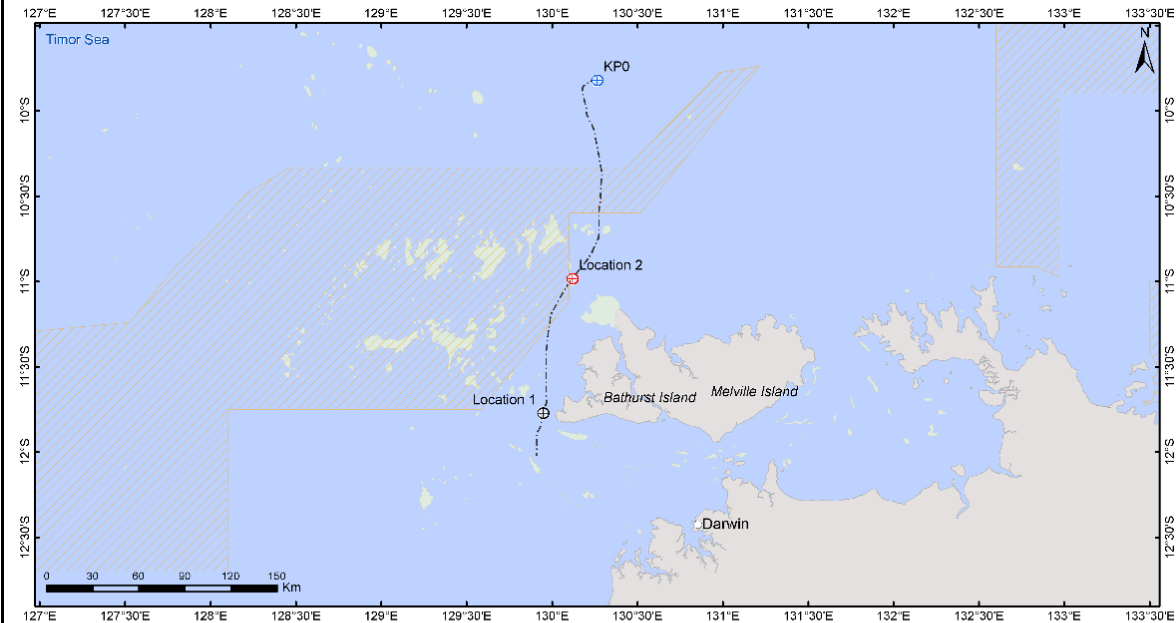 127°E 127°30'E 128°E 128°30'E 129°E 129°30'E 130°E 130°30'E 131°E 131°30'E 132°E 132°30'E 133°E 133°30'E
Timor Sea
N
KP0
10°S 10°S
10°30'S 10°30'S
Location 2
11°S 11°S
11°30'S 11°30'S
Melville Island
Bathurst Island
Location 1
12°S 12°S
Darwin
12°30'S 12°30'S
0 30 60 90 120 150
Km
127°E 127°30'E 128°E 128°30'E 129°E 129°30'E 130°E 130°30'E 131°E 131°30'E 132°E 132°30'E 133°E 133°30'E